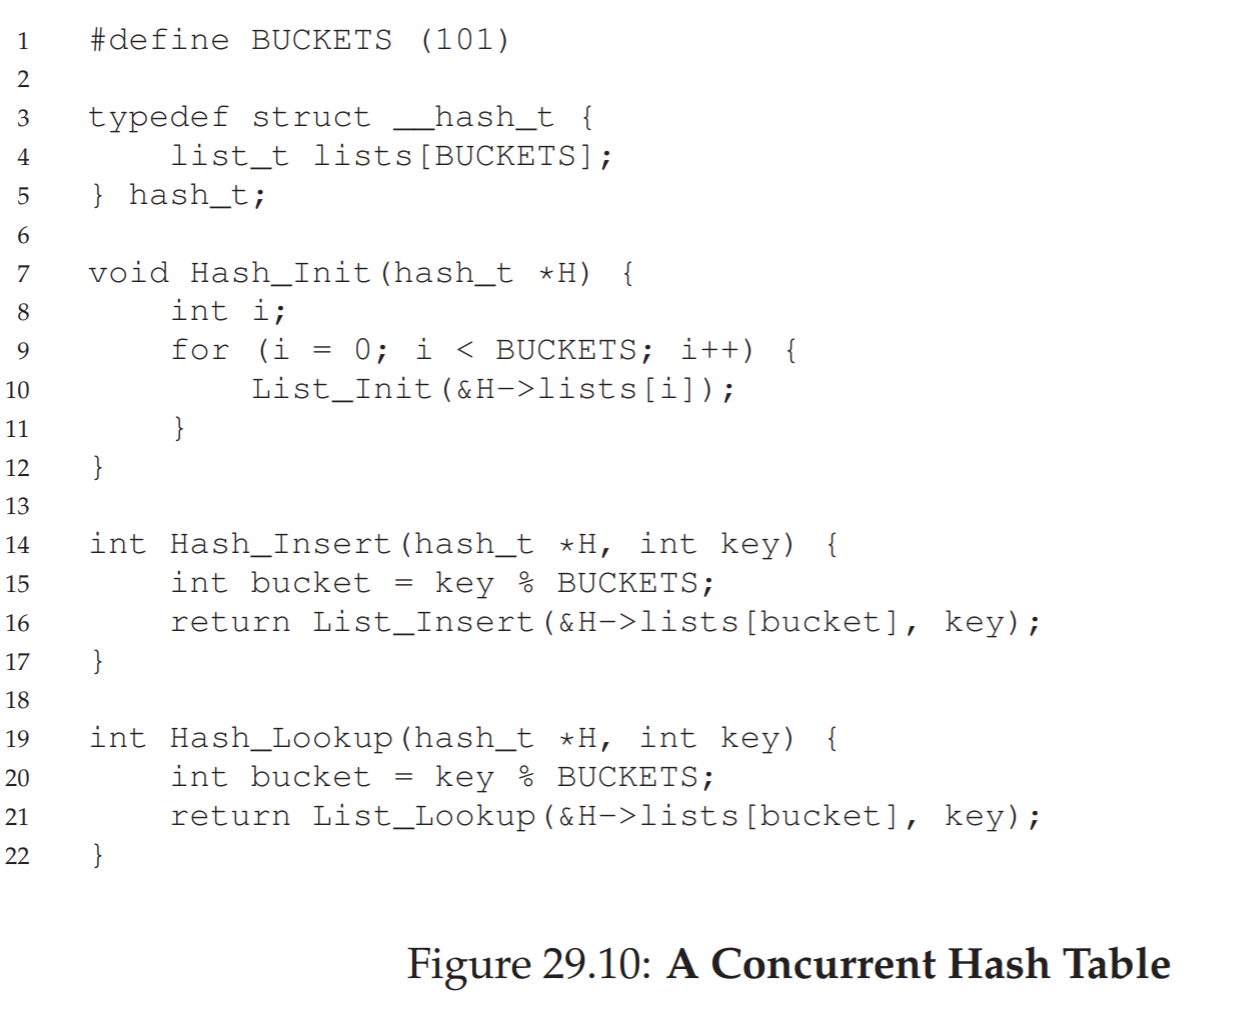 1 #define BUCKETS (101)
2
3 typedef struct __hash_t {
4     list_t lists[BUCKETS];
5 } hash_t;
6
7 void Hash_Init(hash_t *H) {
8     int i;
9     for (i = 0; i < BUCKETS; i++) {
10         List_Init(&H->lists[i]);
11     }
12 }
13
14 int Hash_Insert(hash_t *H, int key) {
15     int bucket = key % BUCKETS;
16     return List_Insert(&H->lists[bucket], key);
17 }
18
19 int Hash_Lookup(hash_t *H, int key) {
20     int bucket = key % BUCKETS;
21     return List_Lookup(&H->lists[bucket], key);
22 }
Figure 29.10: A Concurrent Hash Table